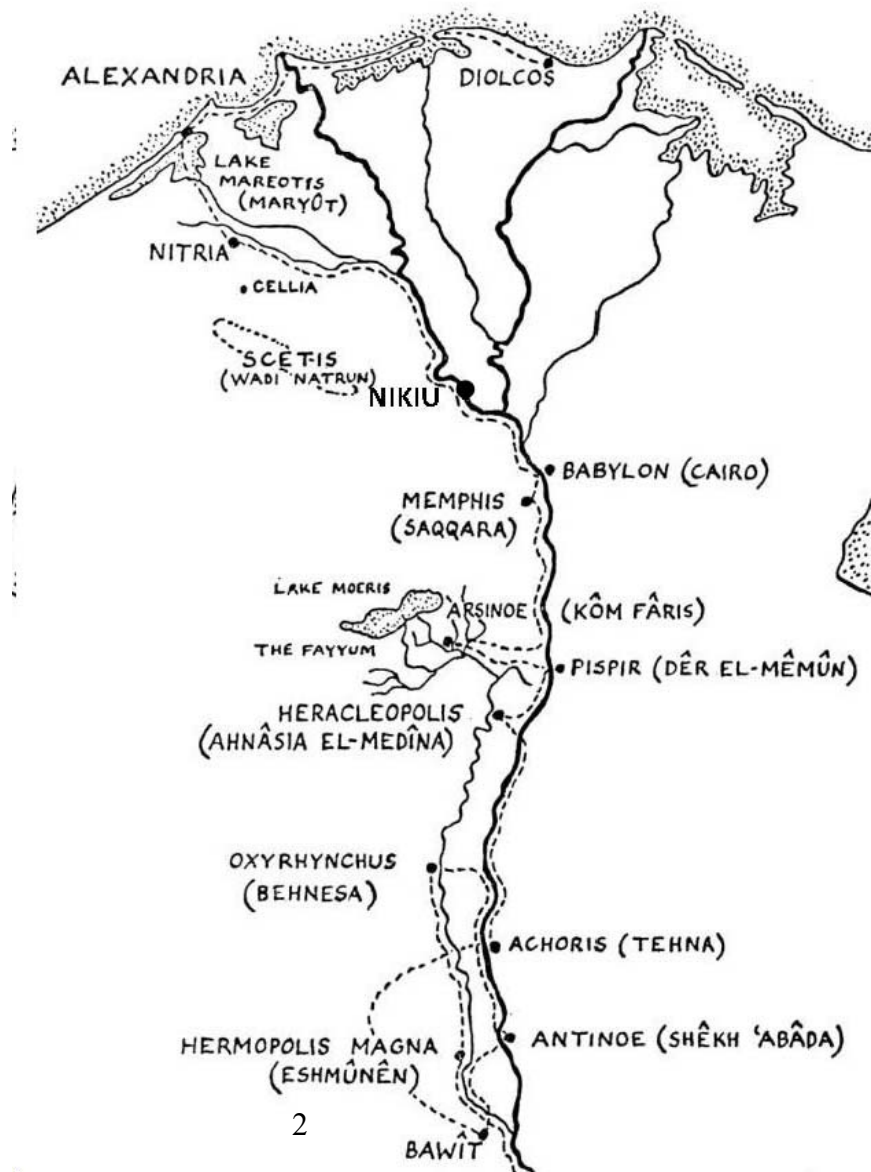 ALEXANDRIA
DIOLCOS
LAKE
MAREOTIS
(MARYÛT)
NITRIA
CELLIA
SCETIS
(WADI NATRUN)
NIKIU
BABYLON (CAIRO)
MEMPHIS
(SAQQARA)
LAKE MOERIS
ARSINOE (KÔM FÂRIS)
THE FAYYUM
PISPIR (DÊR EL-MÊMÛN)
HERACLEOPOLIS
(AHNÂSIA EL-MEDÎNA)
OXYRHYNCHUS
(BEHNESA)
ACHORIS (TEHNA)
ANTINOE (SHÊKH 'ABÂDA)
HERMOPOLIS MAGNA
(ESHMÛNÊN)
2
BAWÎT